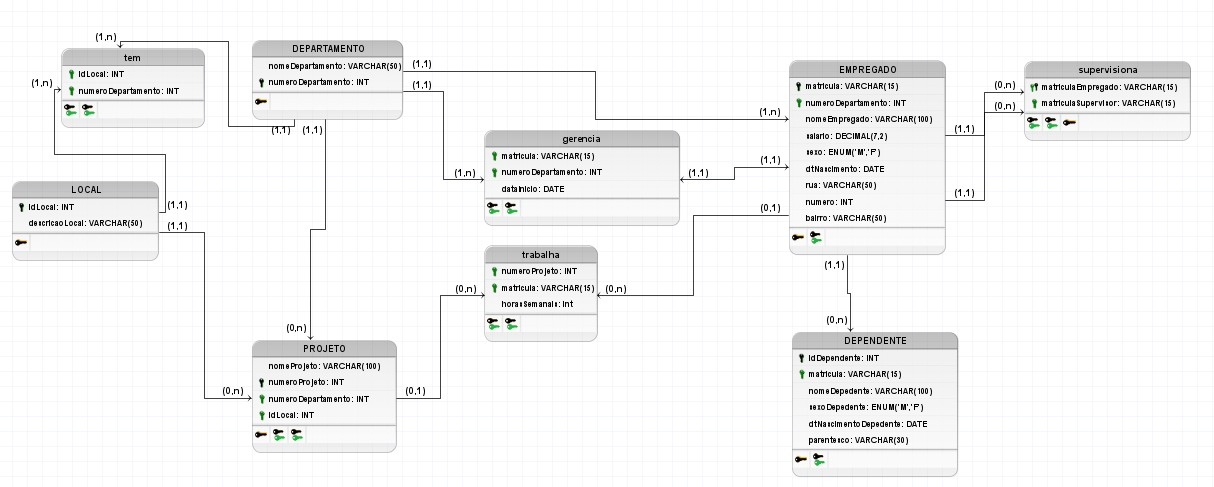 tem
idLocal: INT
numeroDepartamento: INT
(1,n)
(1,n)
DEPARTAMENTO
nomeDepartamento: VARCHAR(50)
numeroDepartamento: INT
(1,1)
(1,1)
(1,1)
(1,1)
LOCAL
idLocal: INT
descricaoLocal: VARCHAR(50)
(1,1)
(1,1)
gerencia
matricula: VARCHAR(15)
numeroDepartamento: INT
dataInicio: DATE
(1,n)
(1,1)
trabalha
numeroProjeto: INT
matricula: VARCHAR(15)
horasSemanais: int
(0,n)
(0,n)
PROJETO
nomeProjeto: VARCHAR(100)
numeroProjeto: INT
numeroDepartamento: INT
idLocal: INT
(0,n)
(0,n)
(0,1)
EMPREGADO
matricula: VARCHAR(15)
numeroDepartamento: INT
nomeEmpregado: VARCHAR(100)
salario: DECIMAL(7,2)
sexo: ENUM('M','F')
dtNascimento: DATE
rua: VARCHAR(50)
numero: INT
bairro: VARCHAR(50)
(1,n)
(1,1)
(0,1)
(1,1)
(1,1)
(1,1)
supervisiona
matriculaEmpregado: VARCHAR(15)
matriculaSupervisor: VARCHAR(15)
(0,n)
(0,n)
DEPENDENTE
idDependente: INT
matricula: VARCHAR(15)
nomeDepedente: VARCHAR(100)
sexoDepedente: ENUM('M','F')
dtNascimentoDepedente: DATE
parentesco: VARCHAR(30)
(0,n)